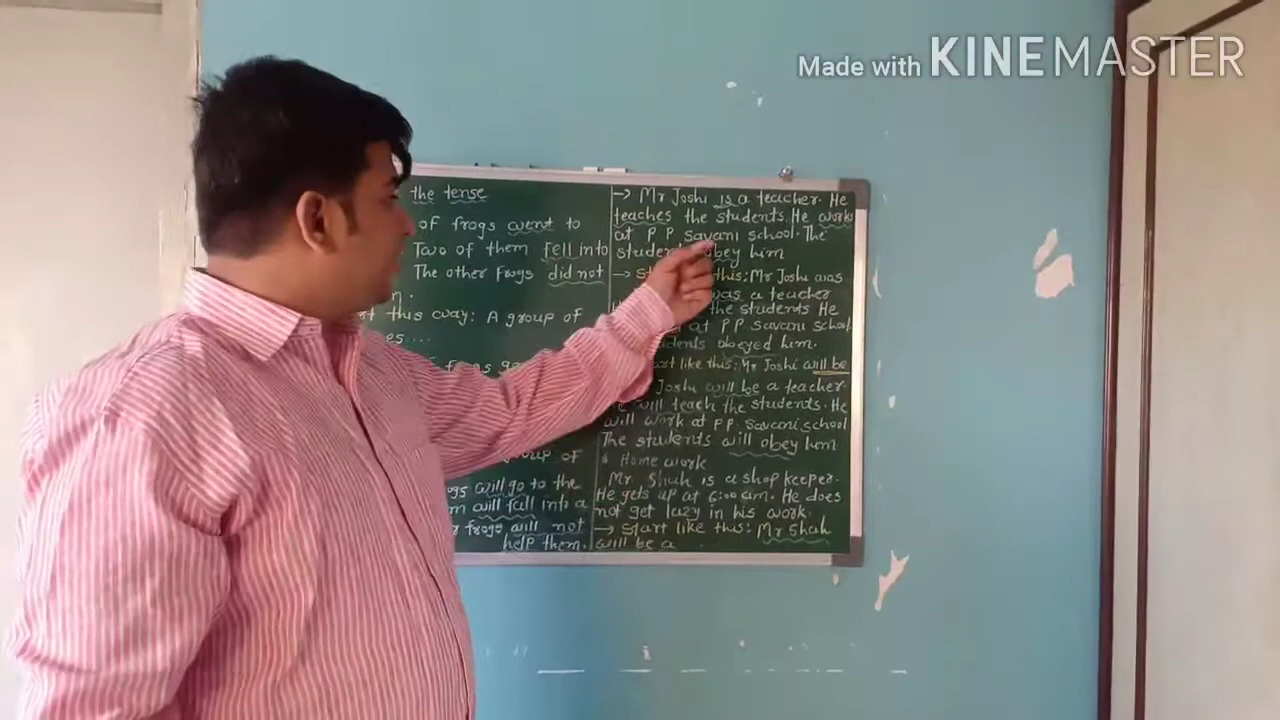 Made with KINEMASTER
the tense
of frogs went to
Two of them fell into
The other frogs did not
this way: A group of
of
ogs will go to the
m will fall into a
r frogs will not
help them.
→ Mr Joshi is a teacher. He
teaches the students. He works
at P P Savani school. The
students obey him
→ this: Mr Joshi was
was a teacher
the students He
at P P. Savani school.
students obeyed him.
like this: Mr Joshi will be
Joshi will be a teacher.
He will teach the students. He
will work at P P. Savani school
The students will obey him
* Home work
Mr. Shah is a shop keeper.
He gets up at 6:00 am. He does
not get lazy in his work.
→ Start like this: Mr Shah
will be a